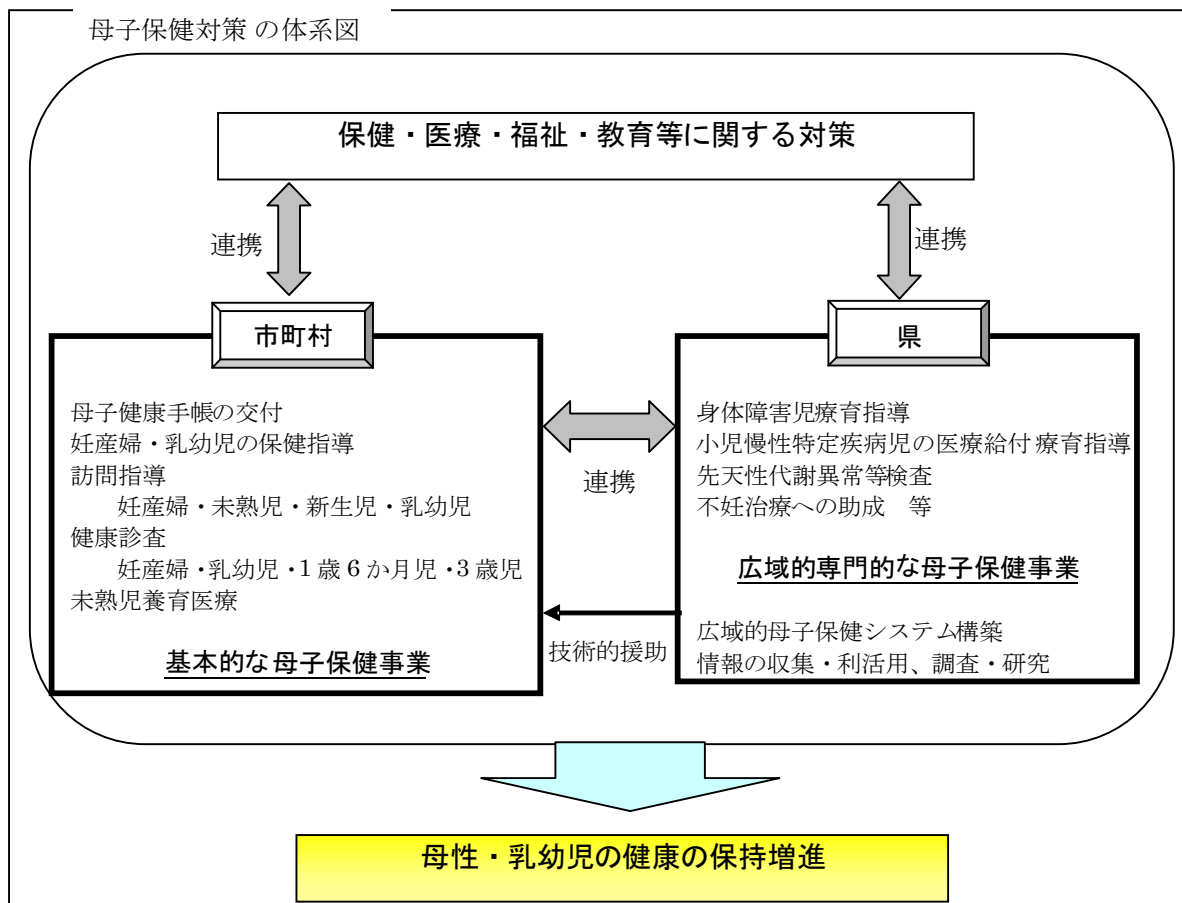 母子保健対策の体系図
保健・医療・福祉・教育等に関する対策
連携
連携
市町村
母子健康手帳の交付
妊産婦・乳幼児の保健指導
訪問指導
妊産婦・未熟児・新生児・乳幼児
健康診査
妊産婦・乳幼児・1歳6か月児・3歳児
未熟児養育医療
基本的な母子保健事業
連携
技術的援助
県
身体障害児療育指導
小児慢性特定疾病児の医療給付 療育指導
先天性代謝異常等検査
不妊治療への助成　等
広域的専門的な母子保健事業
広域的母子保健システム構築
情報の収集・利活用、調査・研究
母性・乳幼児の健康の保持増進